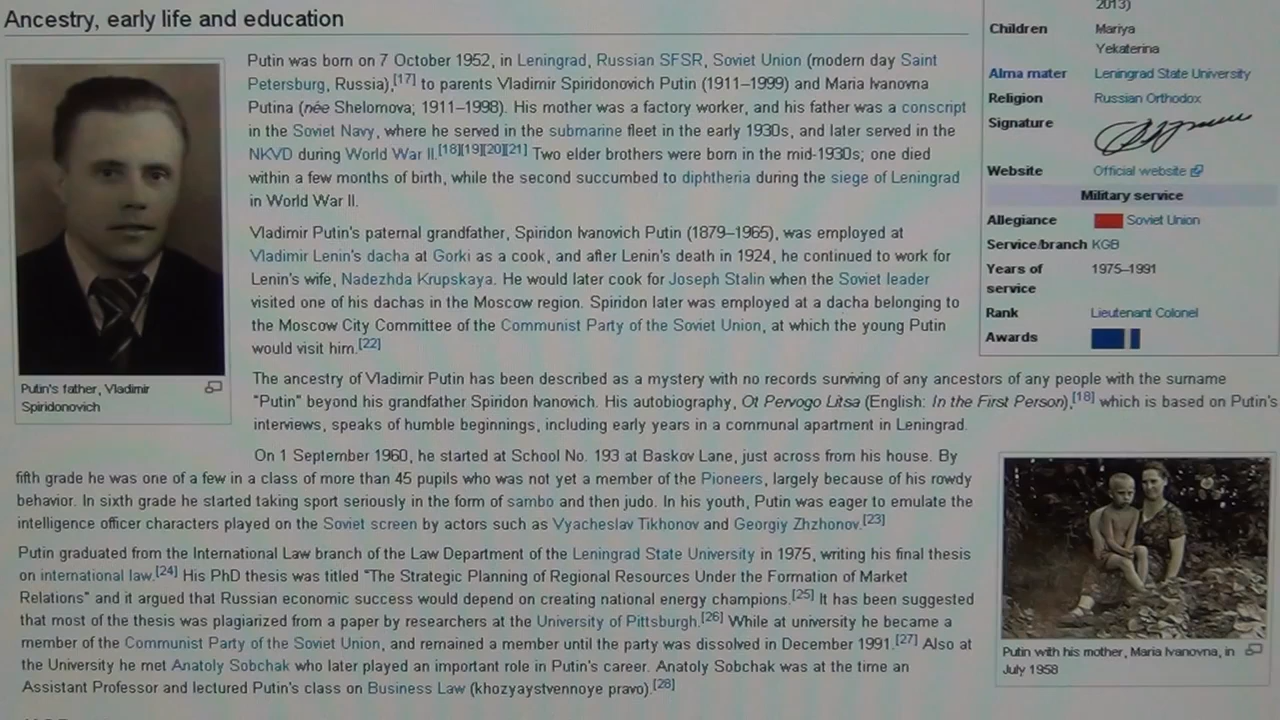 Ancestry, early life and education
Putin was born on 7 October 1952, in Leningrad, Russian SFSR, Soviet Union (modern day Saint
Petersburg, Russia),[17] to parents Vladimir Spiridonovich Putin (1911–1999) and Maria Ivanovna
Putina (née Shelomova; 1911–1998). His mother was a factory worker, and his father was a conscript
in the Soviet Navy, where he served in the submarine fleet in the early 1930s, and later served in the
NKVD during World War II.[18][19][20][21] Two elder brothers were born in the mid-1930s; one died
within a few months of birth, while the second succumbed to diphtheria during the siege of Leningrad
in World War II.
Vladimir Putin's paternal grandfather, Spiridon Ivanovich Putin (1879–1965), was employed at
Vladimir Lenin's dacha at Gorki as a cook, and after Lenin's death in 1924, he continued to work for
Lenin's wife, Nadezhda Krupskaya. He would later cook for Joseph Stalin when the Soviet leader
visited one of his dachas in the Moscow region. Spiridon later was employed at a dacha belonging to
the Moscow City Committee of the Communist Party of the Soviet Union, at which the young Putin
would visit him.[22]
Putin's father, Vladimir
Spiridonovich
The ancestry of Vladimir Putin has been described as a mystery with no records surviving of any ancestors of any people with the surname
"Putin" beyond his grandfather Spiridon Ivanovich. His autobiography, Ot Pervogo Litsa (English: In the First Person),[18] which is based on Putin's
interviews, speaks of humble beginnings, including early years in a communal apartment in Leningrad.
On 1 September 1960, he started at School No. 193 at Baskov Lane, just across from his house. By
fifth grade he was one of a few in a class of more than 45 pupils who was not yet a member of the Pioneers, largely because of his rowdy
behavior. In sixth grade he started taking sport seriously in the form of sambo and then judo. In his youth, Putin was eager to emulate the
intelligence officer characters played on the Soviet screen by actors such as Vyacheslav Tikhonov and Georgiy Zhzhonov.[23]
Putin graduated from the International Law branch of the Law Department of the Leningrad State University in 1975, writing his final thesis
on international law.[24] His PhD thesis was titled "The Strategic Planning of Regional Resources Under the Formation of Market
Relations" and it argued that Russian economic success would depend on creating national energy champions.[25] It has been suggested
that most of the thesis was plagiarized from a paper by researchers at the University of Pittsburgh.[26] While at university he became a
member of the Communist Party of the Soviet Union, and remained a member until the party was dissolved in December 1991.[27] Also at
the University he met Anatoly Sobchak who later played an important role in Putin's career. Anatoly Sobchak was at the time an
Assistant Professor and lectured Putin's class on Business Law (khozyaystvennoye pravo).[28]
2013)
Children Mariya
Yekaterina
Alma mater Leningrad State University
Religion Russian Orthodox
Signature
Website Official website
Military service
Allegiance Soviet Union
Service/branch KGB
Years of 1975–1991
service
Rank Lieutenant Colonel
Awards
Putin with his mother, Maria Ivanovna, in
July 1958